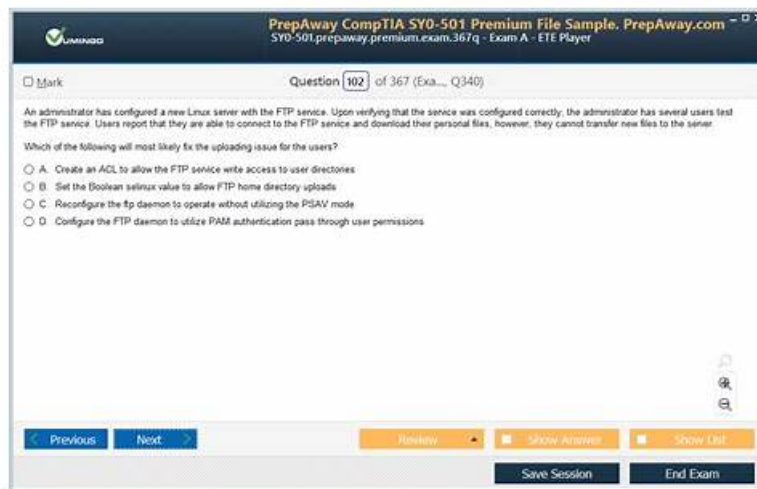 VUMINGO
PrepAway CompTIA SY0-501 Premium File Sample. PrepAway.com
SY0-501.prepaway.premium.exam.367q - Exam A - ETE Player
Mark
Question 102 of 367 (Exa..., Q340)
An administrator has configured a new Linux server with the FTP service. Upon verifying that the service was configured correctly, the administrator has several users test
the FTP service. Users report that they are able to connect to the FTP service and download their personal files, however, they cannot transfer new files to the server.
Which of the following will most likely fix the uploading issue for the users?
A. Create an ACL to allow the FTP service write access to user directories
B. Set the Boolean selinux value to allow FTP home directory uploads
C. Reconfigure the ftp daemon to operate without utilizing the PSAV mode
D. Configure the FTP daemon to utilize PAM authentication pass through user permissions
Previous Next Review Show Answer Show List
Save Session End Exam